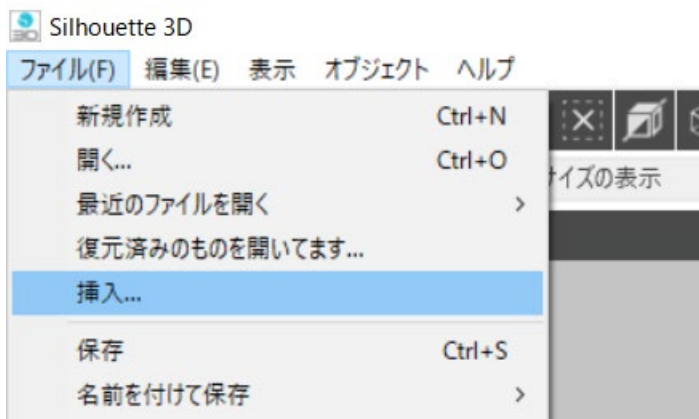 Silhouette 3D
ファイル(F) 編集(E) 表示 オブジェクト ヘルプ
新規作成 Ctrl+N
開く... Ctrl+O
サイズの表示
最近のファイルを開く >
復元済みのものを開いてます...
挿入...
保存 Ctrl+S
名前を付けて保存 >